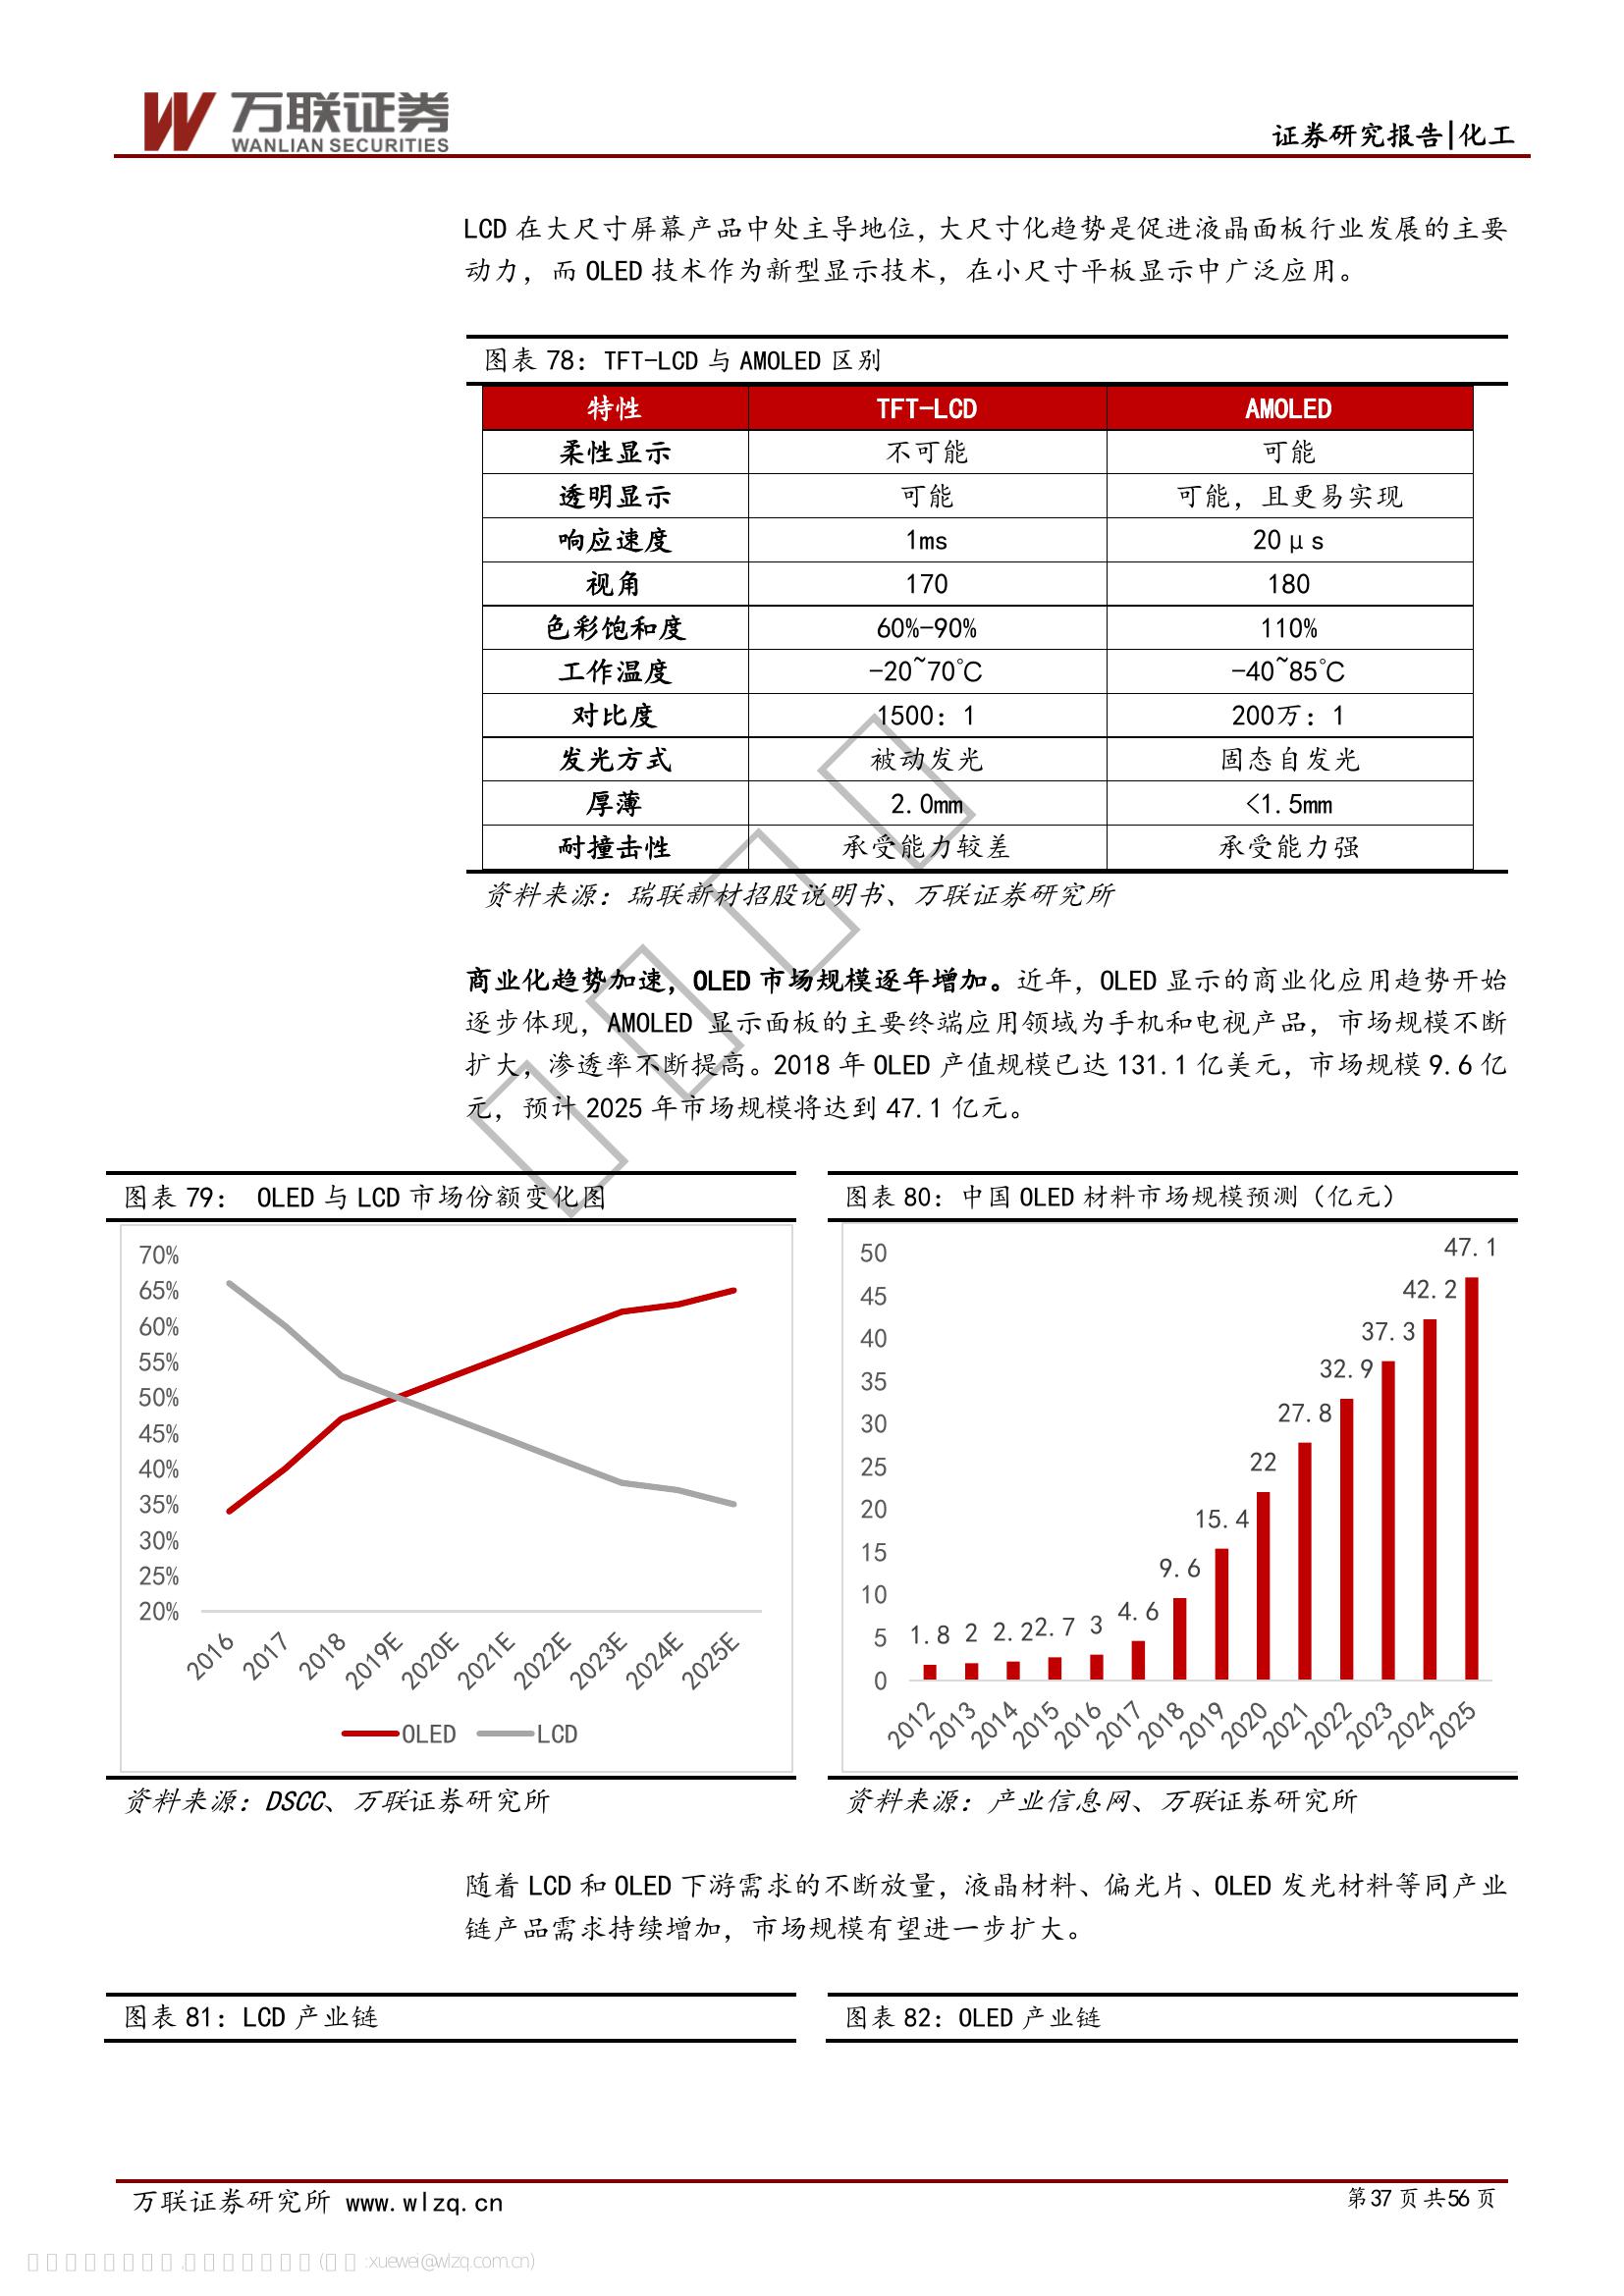 万联证券
WANLIAN SECURITIES
证券研究报告|化工
LCD 在大尺寸屏幕产品中处主导地位，大尺寸化趋势是促进液晶面板行业发展的主要
动力，而 OLED 技术作为新型显示技术，在小尺寸平板显示中广泛应用。
图表 78：TFT-LCD 与 AMOLED 区别
特性 TFT-LCD AMOLED
柔性显示 不可能 可能
透明显示 可能 可能，且更易实现
响应速度 1ms 20μs
视角 170 180
色彩饱和度 60%-90% 110%
工作温度 -20~70℃ -40~85℃
对比度 1500：1 200万：1
发光方式 被动发光 固态自发光
厚薄 2.0mm <1.5mm
耐撞击性 承受能力较差 承受能力强
资料来源：瑞联新材招股说明书、万联证券研究所
商业化趋势加速，OLED 市场规模逐年增加。近年，OLED 显示的商业化应用趋势开始
逐步体现，AMOLED 显示面板的主要终端应用领域为手机和电视产品，市场规模不断
扩大，渗透率不断提高。2018 年 OLED 产值规模已达 131.1 亿美元，市场规模 9.6 亿
元，预计 2025 年市场规模将达到 47.1 亿元。
图表 79： OLED 与 LCD 市场份额变化图
70%
65%
60%
55%
50%
45%
40%
35%
30%
25%
20%
2016 2017 2018 2019E 2020E 2021E 2022E 2023E 2024E 2025E
OLED LCD
资料来源：DSCC、万联证券研究所
图表 80：中国 OLED 材料市场规模预测（亿元）
50
45
40
35
30
25
20
15
10
5
0
1.8 2 2.2 2.7 3 4.6 9.6 15.4 22 27.8 32.9 37.3 42.2 47.1
2012 2013 2014 2015 2016 2017 2018 2019 2020 2021 2022 2023 2024 2025
资料来源：产业信息网、万联证券研究所
随着 LCD 和 OLED 下游需求的不断放量，液晶材料、偏光片、OLED 发光材料等同产业
链产品需求持续增加，市场规模有望进一步扩大。
图表 81：LCD 产业链
图表 82：OLED 产业链
万联证券研究所 www.wlzq.cn
第37 页 共56 页
:xuewei@wlzq.com.cn)